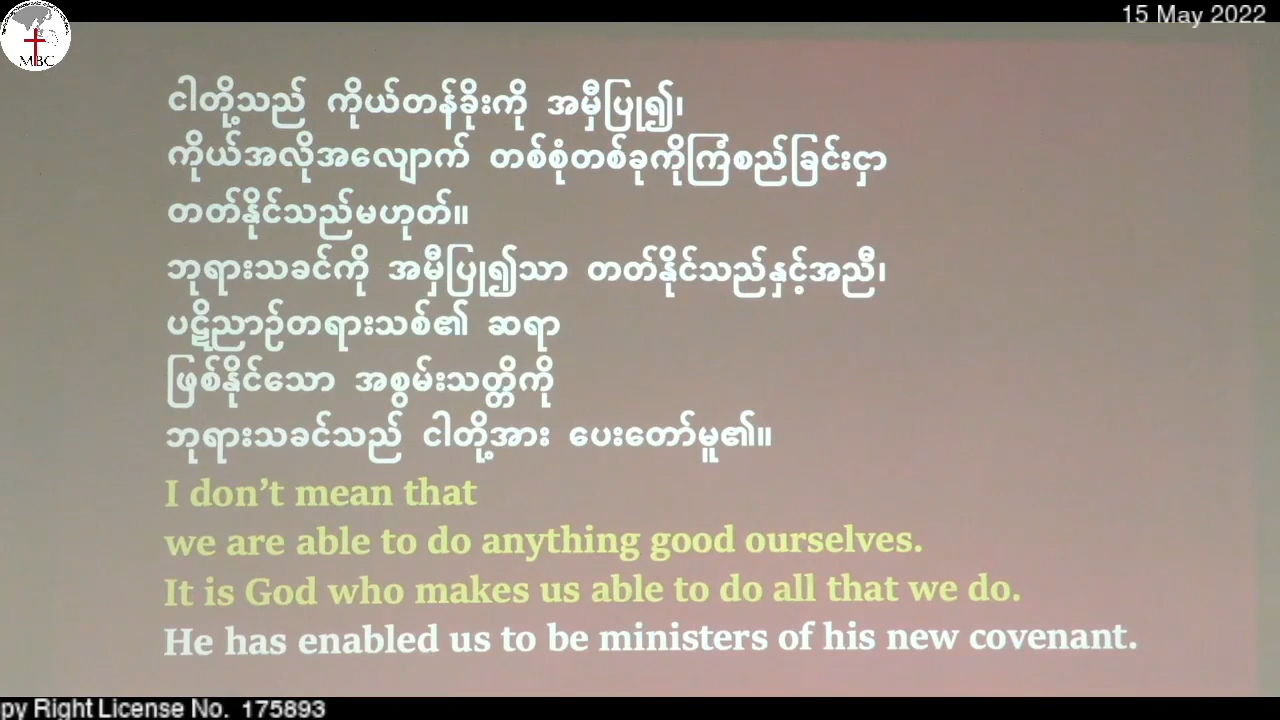 15 May 2022
MBC
ငါတို့သည် ကိုယ်တန်ခိုးကို အမှီပြု၍၊
ကိုယ်အလိုအလျောက် တစ်စုံတစ်ခုကိုကြံစည်ခြင်းငှာ
တတ်နိုင်သည်မဟုတ်။
ဘုရားသခင်ကို အမှီပြု၍သာ တတ်နိုင်သည်နှင့်အညီ၊
ပဋိညာဉ်တရားသစ်၏ ဆရာ
ဖြစ်နိုင်သော အစွမ်းသတ္တိကို
ဘုရားသခင်သည် ငါတို့အား ပေးတော်မူ၏။
I don’t mean that
we are able to do anything good ourselves.
It is God who makes us able to do all that we do.
He has enabled us to be ministers of his new covenant.
py Right License No. 175893